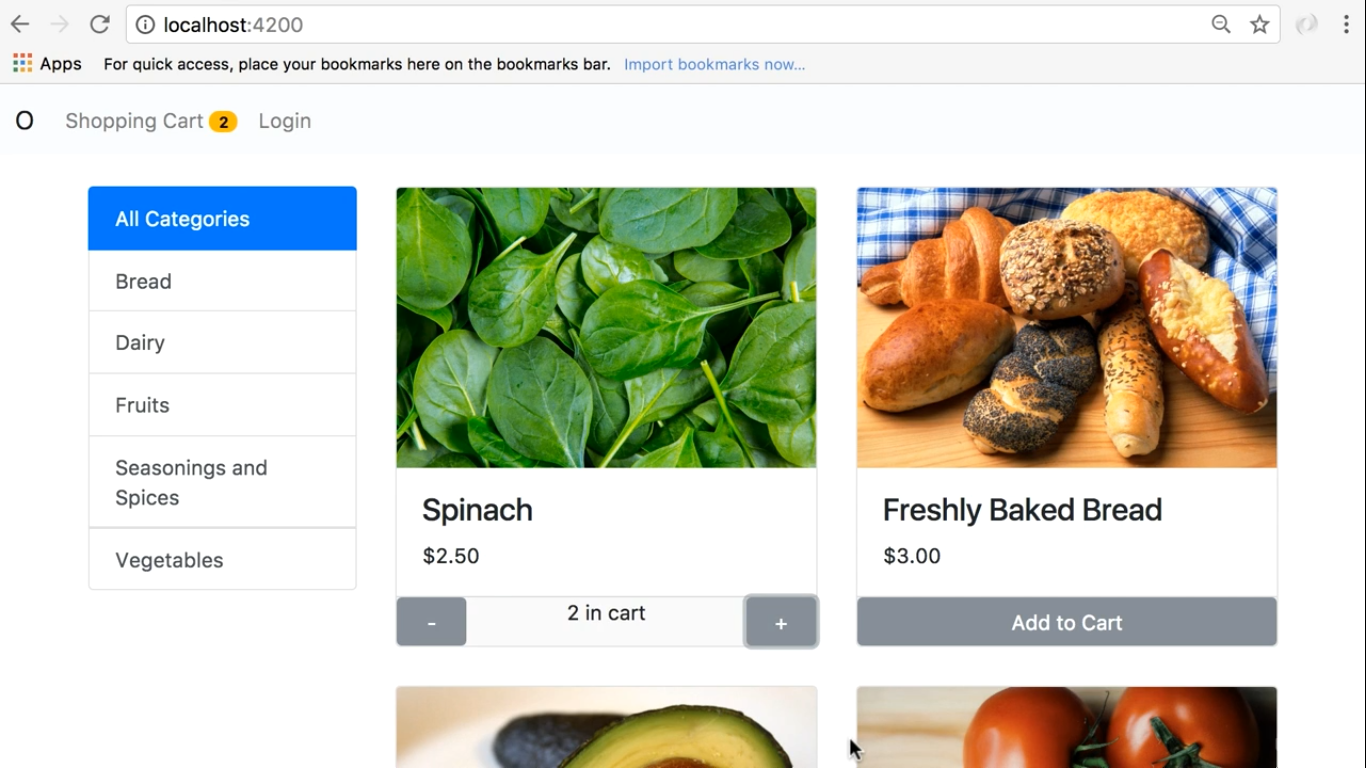 localhost:4200
Apps For quick access, place your bookmarks here on the bookmarks bar. Import bookmarks now...
O Shopping Cart 2 Login
All Categories
Bread
Dairy
Fruits
Seasonings and
Spices
Vegetables
Spinach
$2.50
- 2 in cart +
Freshly Baked Bread
$3.00
Add to Cart